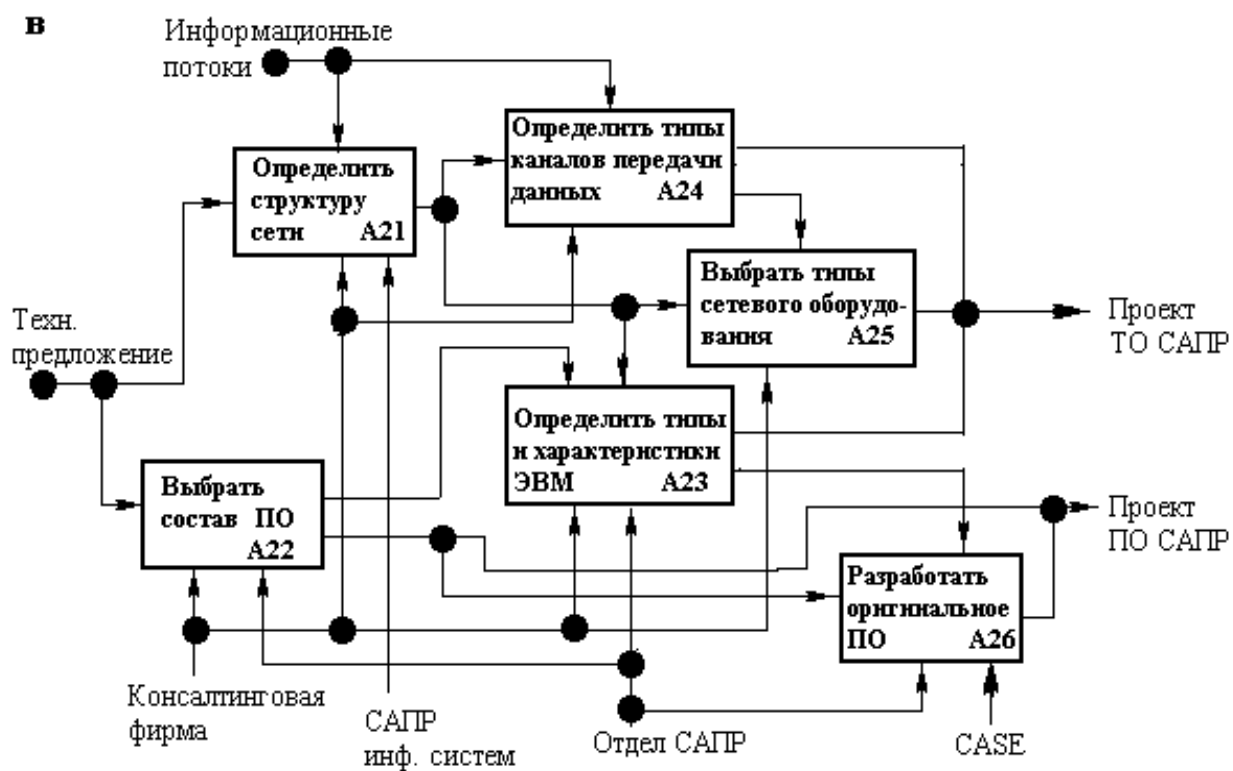 в
Информационные
потоки
Определить
структуру
сети А21
Определить типы
каналов передачи
данных А24
Выбрать типы
сетевого оборудо-
вания А25
Техн.
предложение
Проект
ТО САПР
Определить типы
и характеристики
ЭВМ А23
Выбрать
состав ПО
А22
Проект
ПО САПР
Разработать
оригинальное
ПО А26
Консалтинговая
фирма
САПР
инф. систем
Отдел САПР
CASE